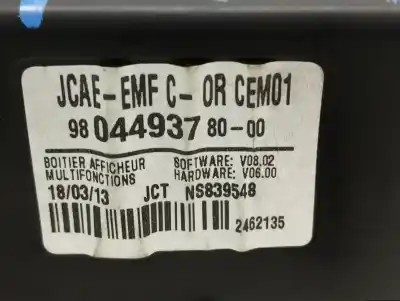 JCAE-EMF C- OR CEM01
98 044937 80-00
BOITIER AFFICHEUR SOFTWARE: V08.02
MULTIFONCTIONS HARDWARE: V06.00
18/03/13 JCT NS839548
2462135